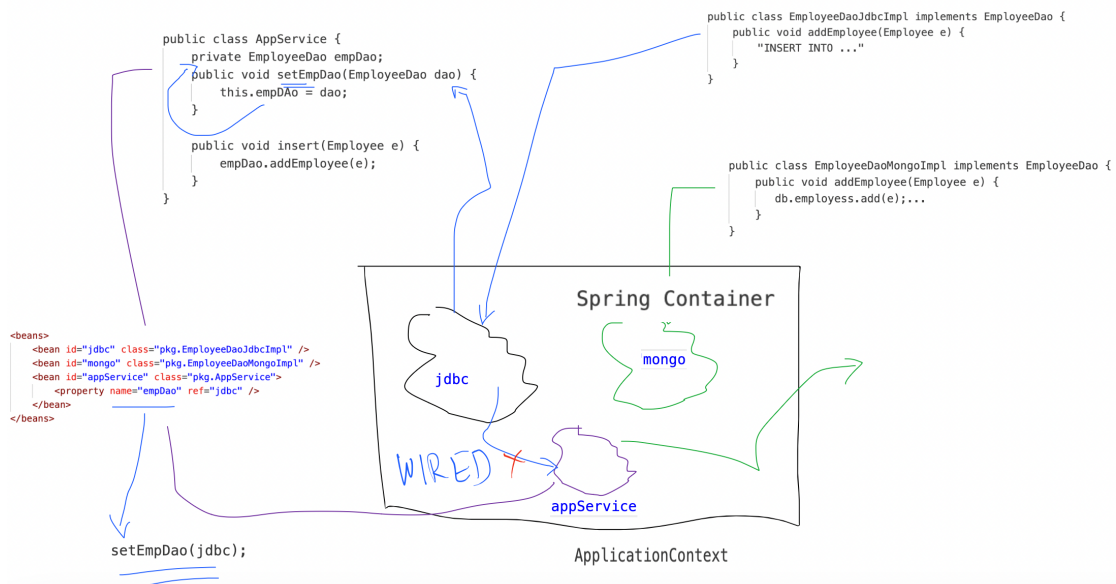 public class AppService {
private EmployeeDao empDao;
public void setEmpDao(EmployeeDao dao) {
this.empDAo = dao;
}
public void insert(Employee e) {
empDao.addEmployee(e);
}
}
public class EmployeeDaoJdbcImpl implements EmployeeDao {
public void addEmployee(Employee e) {
"INSERT INTO ..."
}
}
public class EmployeeDaoMongoImpl implements EmployeeDao {
public void addEmployee(Employee e) {
db.employess.add(e);...
}
}
<beans>
<bean id="jdbc" class="pkg.EmployeeDaoJdbcImpl" />
<bean id="mongo" class="pkg.EmployeeDaoMongoImpl" />
<bean id="appService" class="pkg.AppService">
<property name="empDao" ref="jdbc" />
</bean>
</beans>
setEmpDao(jdbc);
Spring Container
jdbc
mongo
WIRED
appService
ApplicationContext